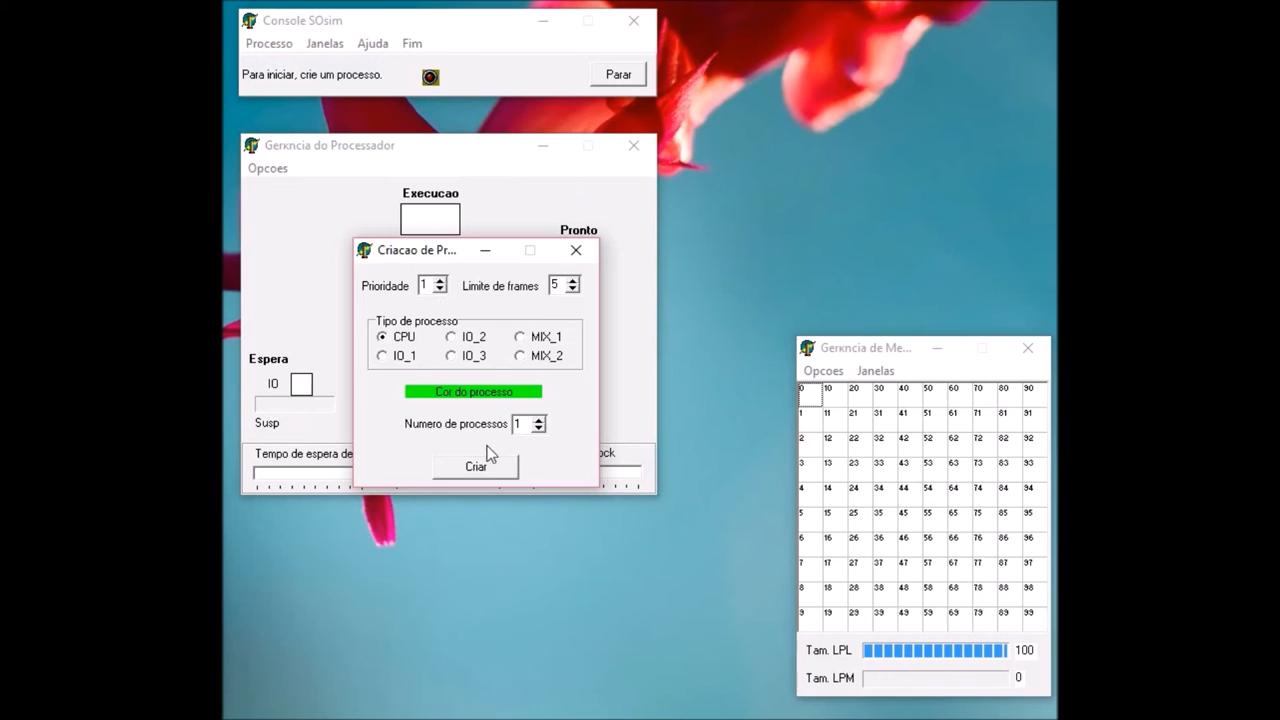 Console SOsim
Processo Janelas Ajuda Fim
Para iniciar, crie um processo.
Parar
Gerкncia do Processador
Opcoes
Execucao
Pronto
Criacao de Pr...
Prioridade 1 Limite de frames 5
Tipo de processo
CPU IO_2 MIX_1
IO_1 IO_3 MIX_2
Cor do processo
Numero de processos 1
Criar
Espera
IO
Susp
Tempo de espera de
ock
Gerкncia de Me...
Opcoes Janelas
0 10 20 30 40 50 60 70 80 90
1 11 21 31 41 51 61 71 81 91
2 12 22 32 42 52 62 72 82 92
3 13 23 33 43 53 63 73 83 93
4 14 24 34 44 54 64 74 84 94
5 15 25 35 45 55 65 75 85 95
6 16 26 36 46 56 66 76 86 96
7 17 27 37 47 57 67 77 87 97
8 18 28 38 48 58 68 78 88 98
9 19 29 39 49 59 69 79 89 99
Tam. LPL 100
Tam. LPM 0